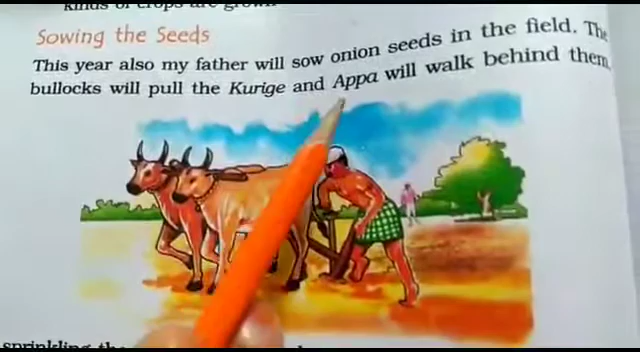 kinds of crops are grown
Sowing the Seeds
This year also my father will sow onion seeds in the field. The
bullocks will pull the Kurige and Appa will walk behind them.
sprinkling the